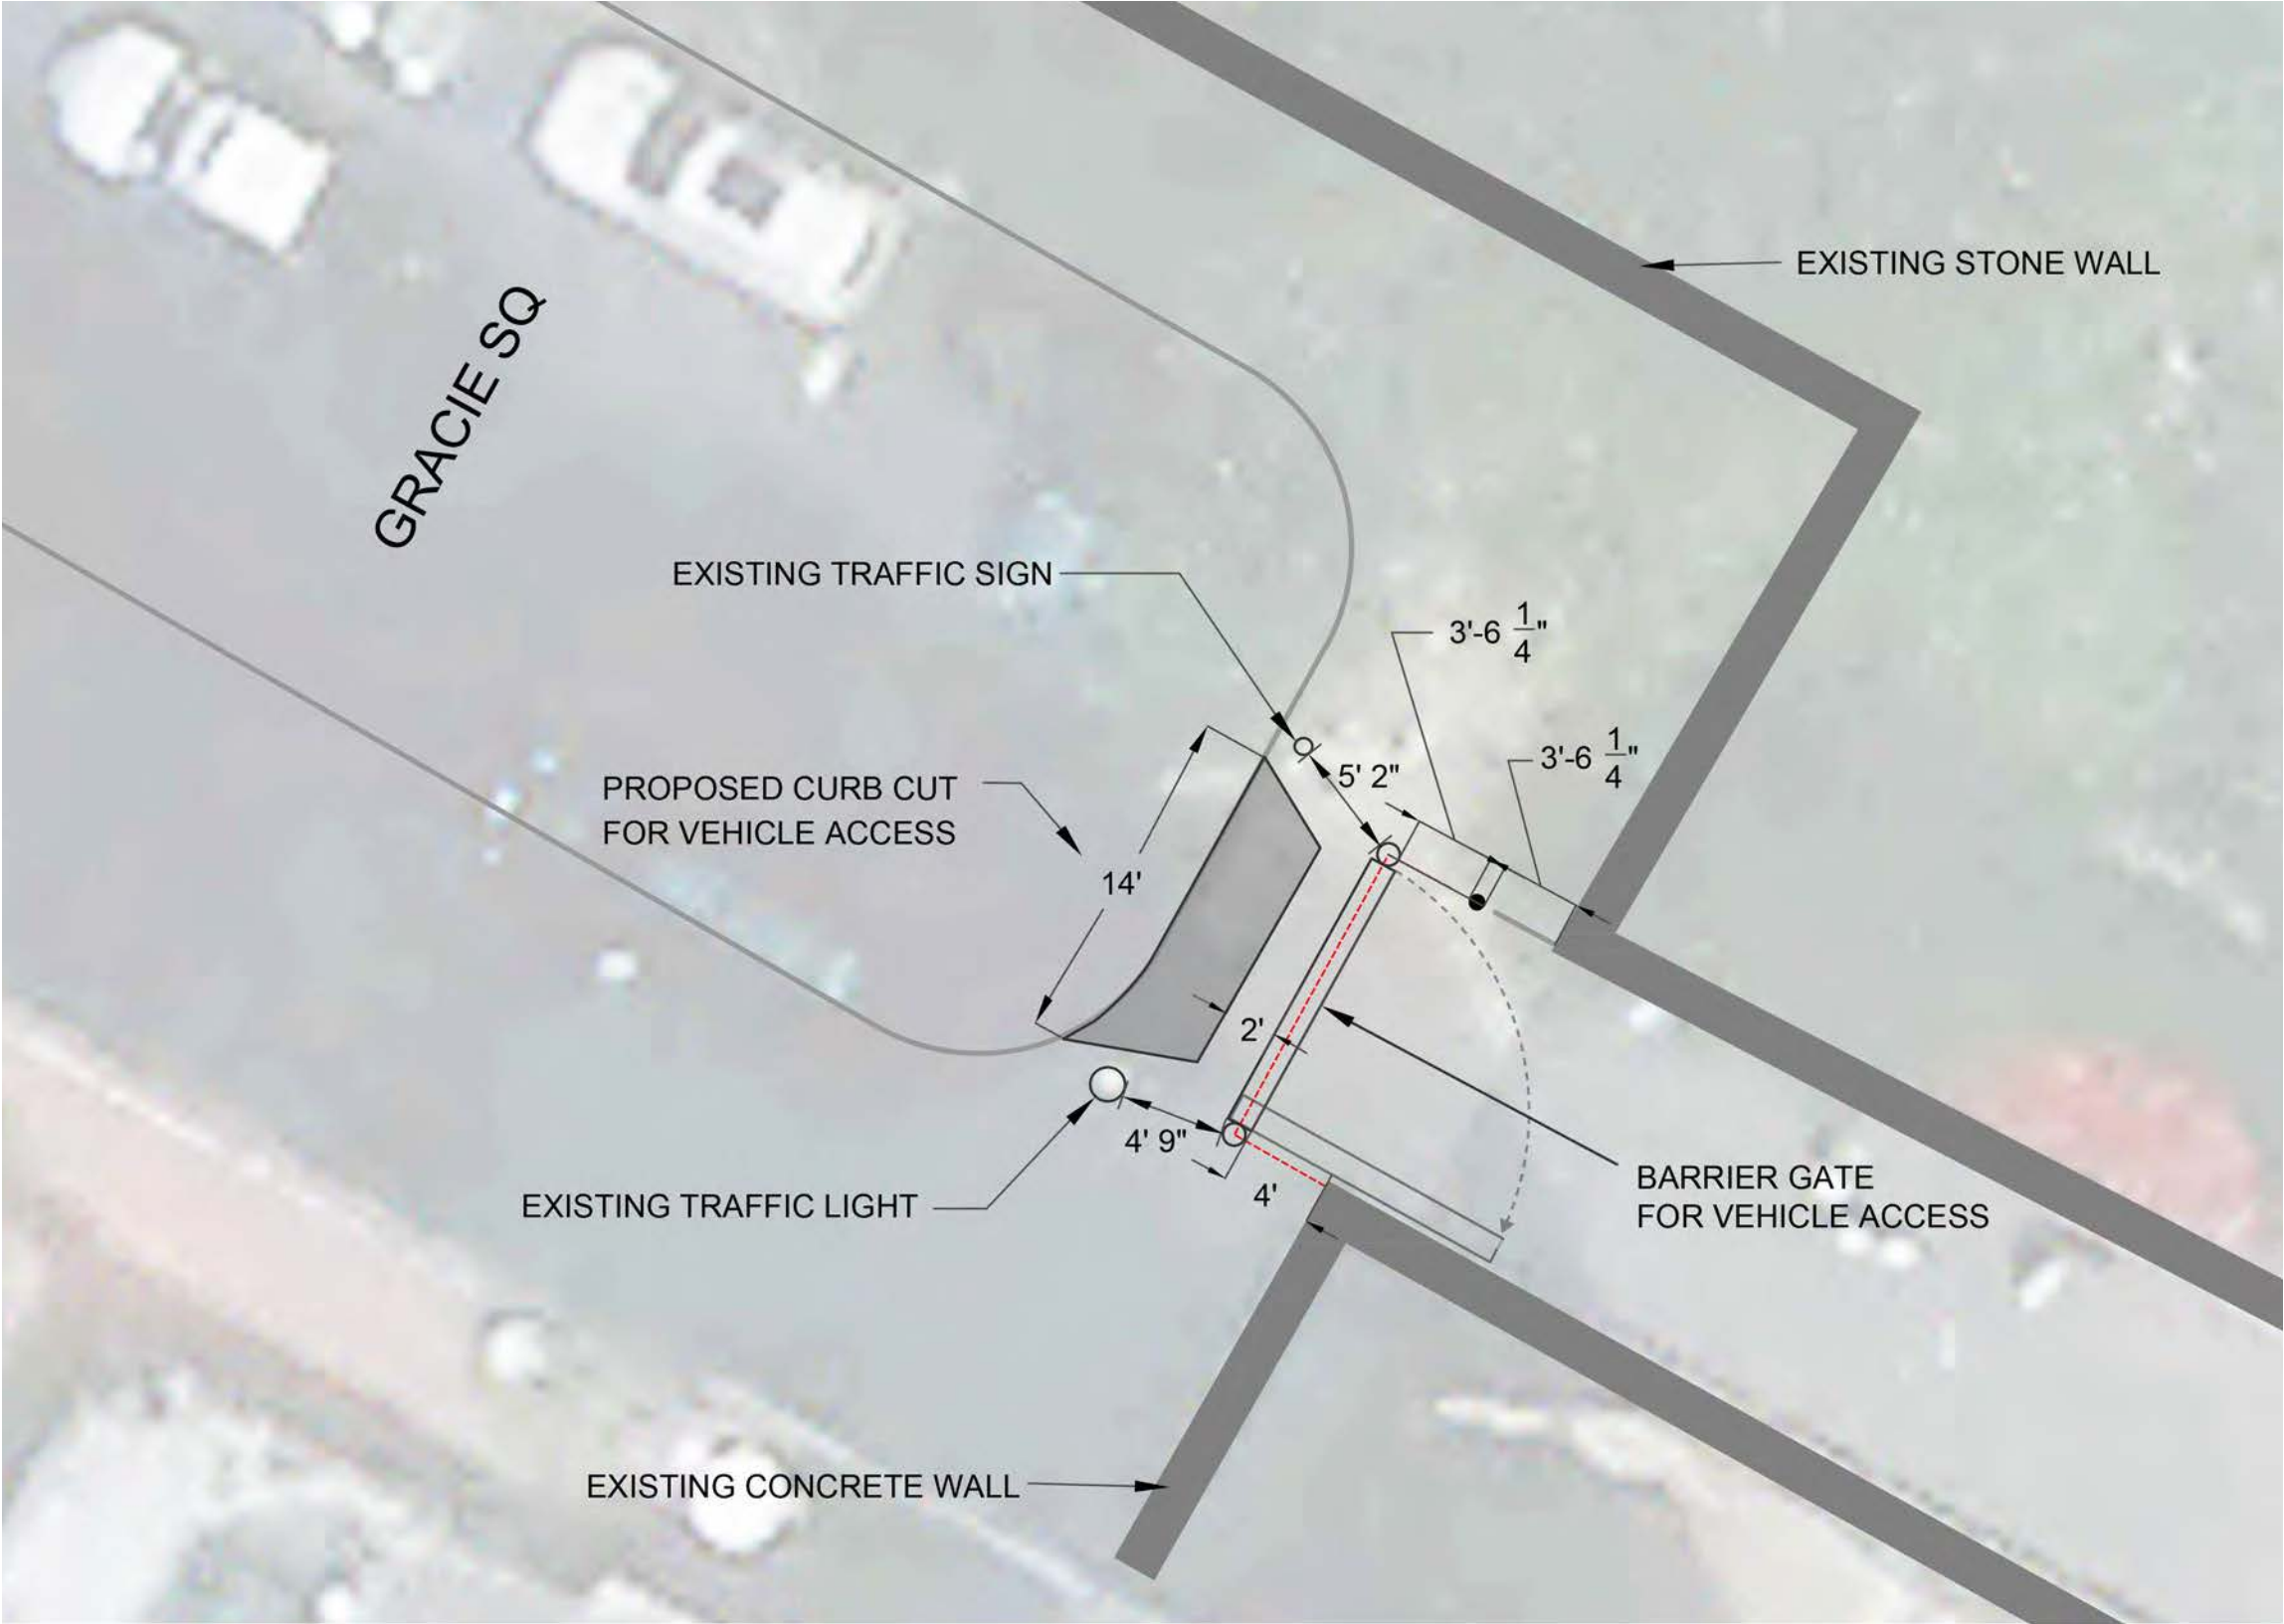 EXISTING STONE WALL
GRACIE SQ
EXISTING TRAFFIC SIGN
3'-6 1/4"
3'-6 1/4"
5' 2"
PROPOSED CURB CUT
FOR VEHICLE ACCESS
14'
2'
4' 9"
4'
BARRIER GATE
FOR VEHICLE ACCESS
EXISTING TRAFFIC LIGHT
EXISTING CONCRETE WALL